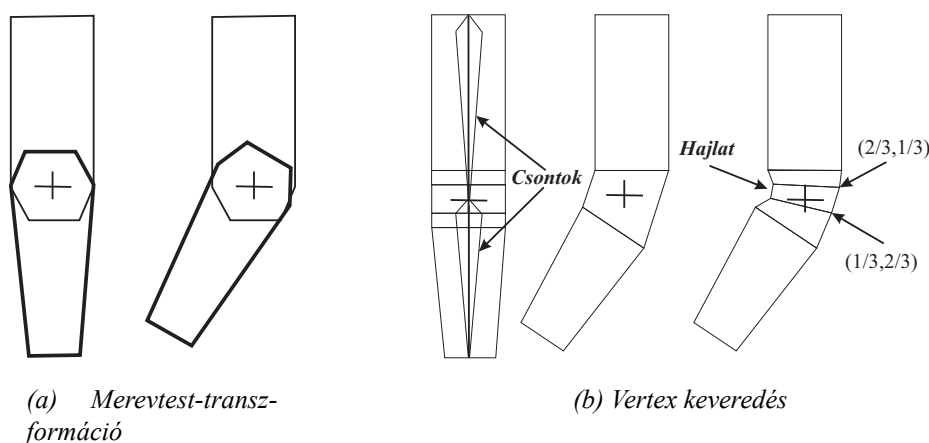 Hajlat
(2/3,1/3)
Csontok
(1/3,2/3)
(a) Merevtest-transz-
formáció
(b) Vertex keveredés